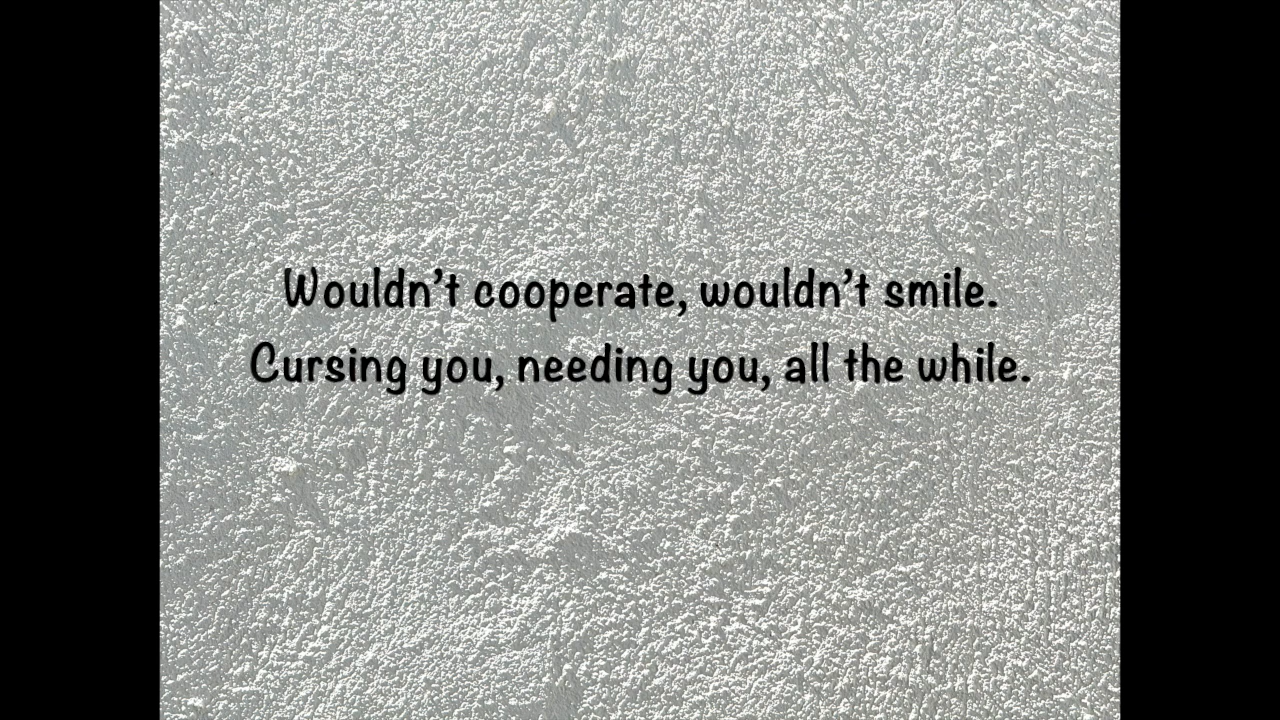 Wouldn’t cooperate, wouldn’t smile.
Cursing you, needing you, all the while.